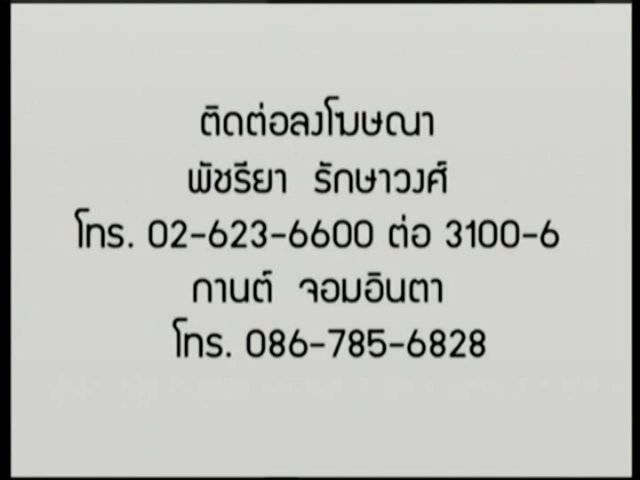 ติดต่อลงโฆษณา
พัชรียา รักษาวงศ์
โทร. 02-623-6600 ต่อ 3100-6
กานต์ จอมอินตา
โทร. 086-785-6828